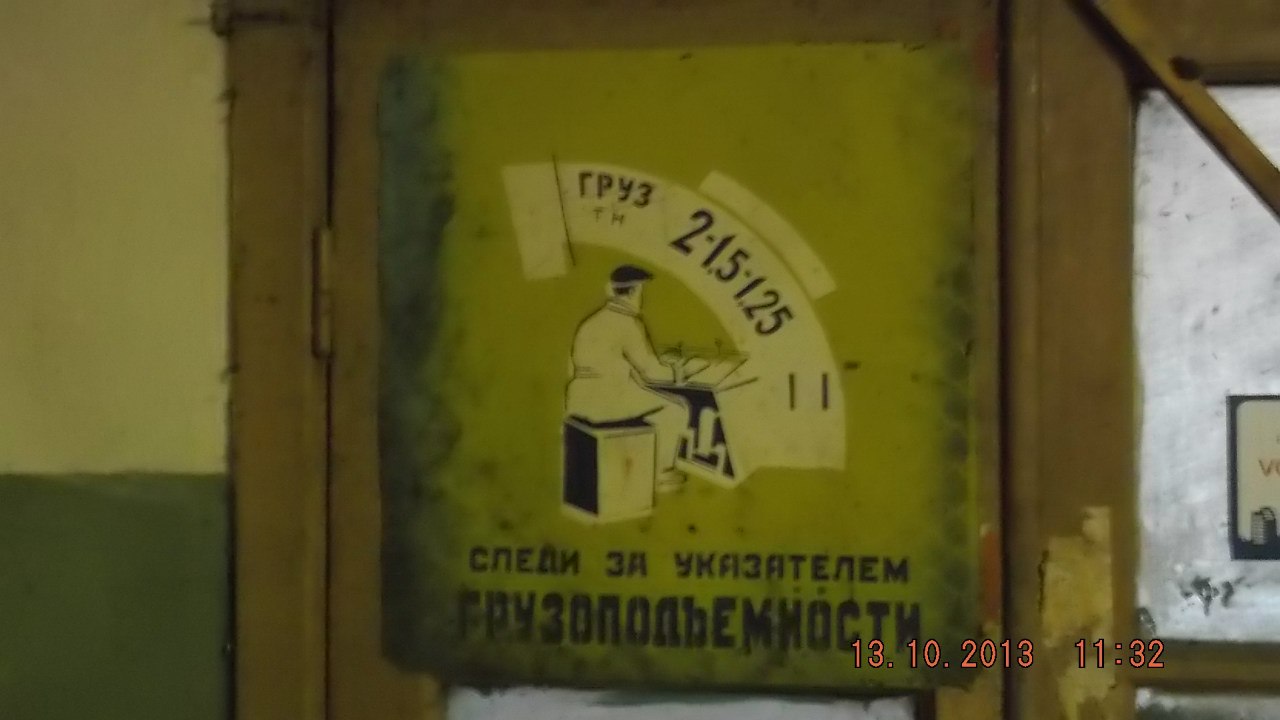 ГРУЗ
ТН
2-1,5-1,25
СЛЕДИ ЗА УКАЗАТЕЛЕМ
ГРУЗОПОДЪЕМНОСТИ
13.10.2013 11:32